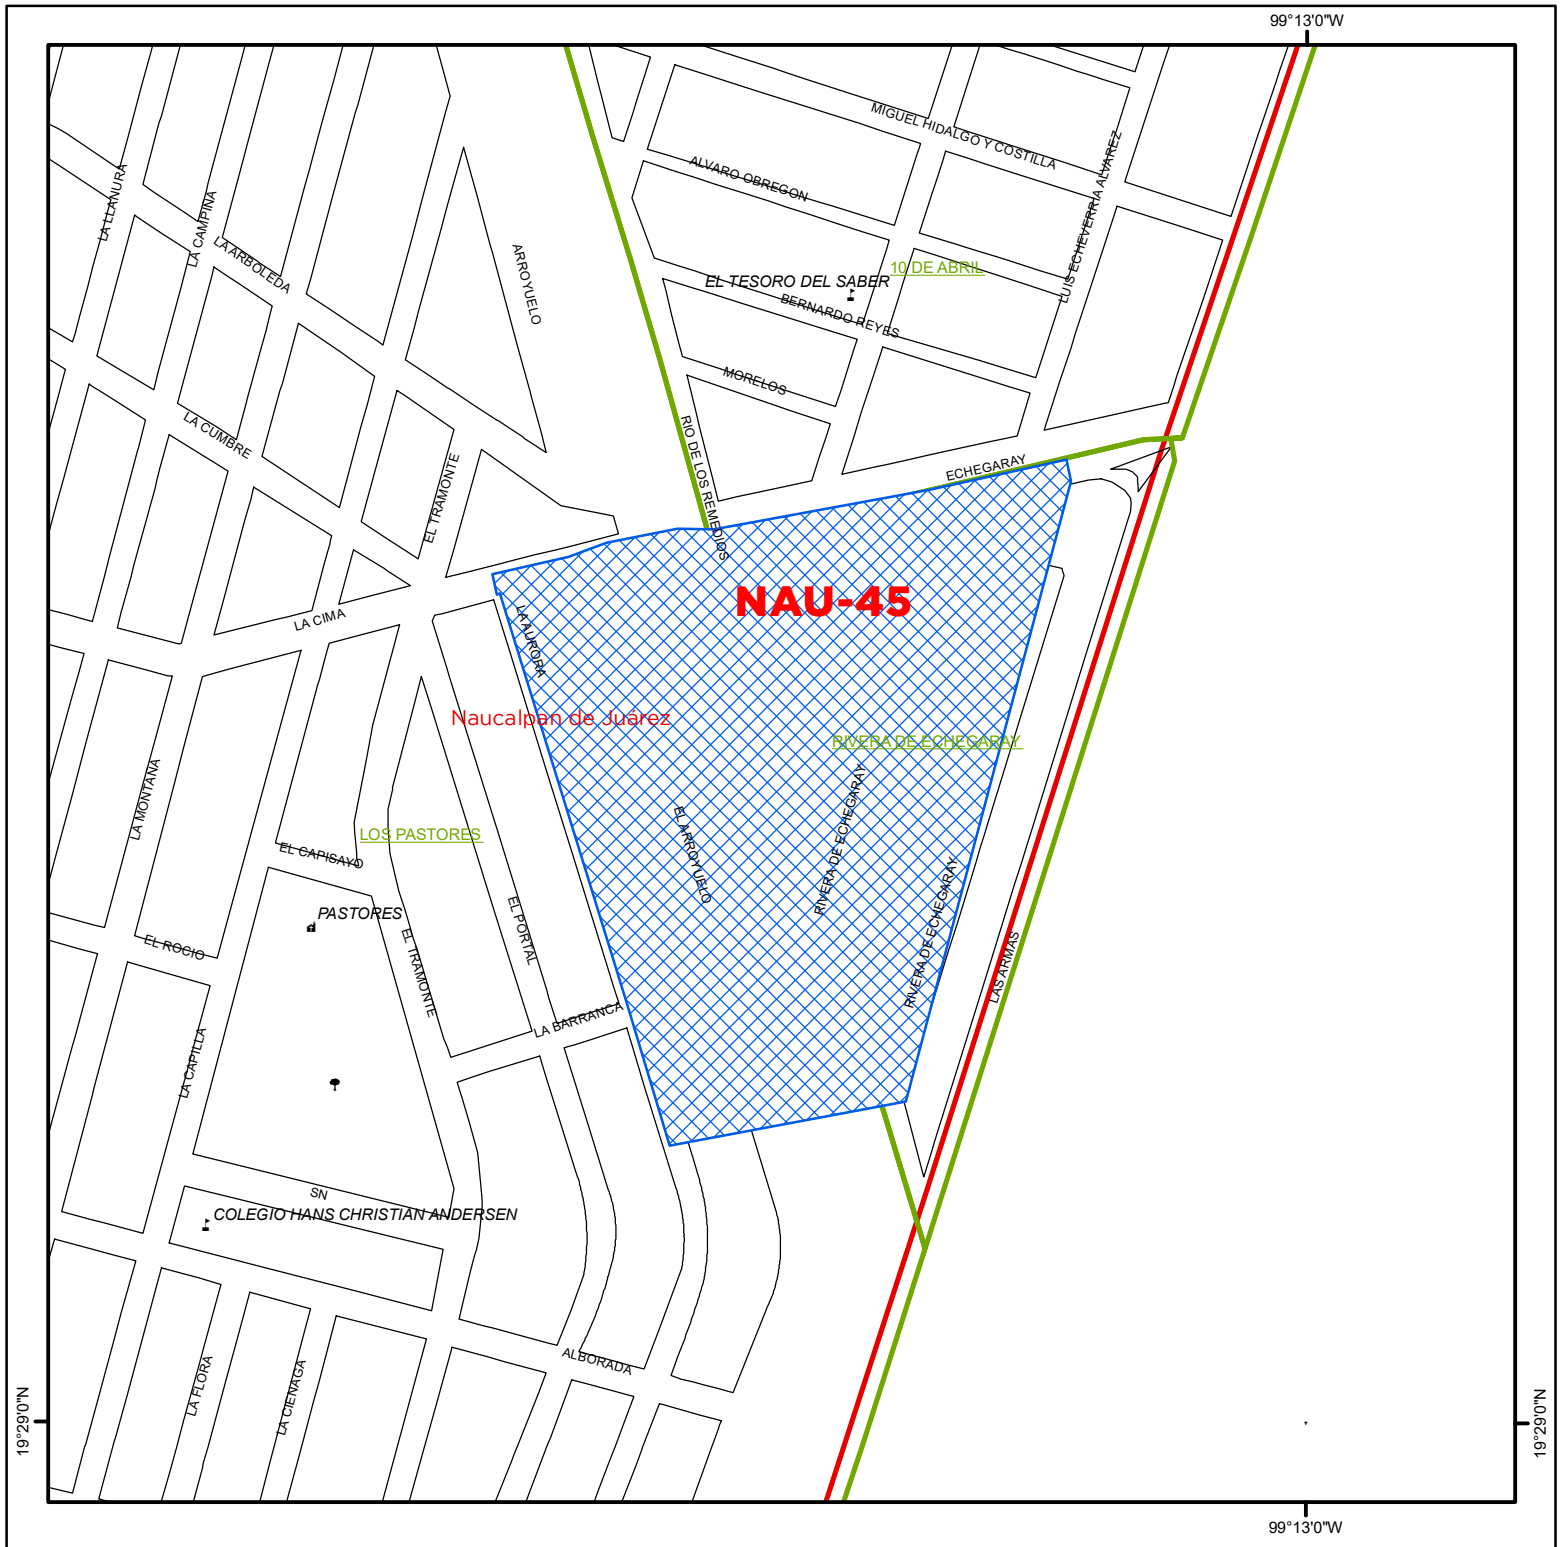 99°13'0"W
MIGUEL HIDALGO Y COSTILLA
ALVARO OBREGON
LUIS ECHEVERRIA ALVAREZ
LA LLANURA
LA CAMPINA
LA ARBOLEDA
ARROYUELO
10 DE ABRIL
EL TESORO DEL SABER
BERNARDO REYES
MORELOS
LA CUMBRE
EL TRAMONTE
RIO DE LOS REMEDIOS
ECHEGARAY
NAU-45
LA CIMA
LA AURORA
Naucalpan de Juárez
RIVERA DE ECHEGARAY
LA MONTANA
LOS PASTORES
EL CAPISAYO
EL ARROYUELO
RIVERA DE ECHEGARAY
RIVERA DE ECHEGARAY
PASTORES
EL ROCIO
EL TRAMONTE
EL PORTAL
LAS ARMAS
LA BARRANCA
LA CAPILLA
SN
COLEGIO HANS CHRISTIAN ANDERSEN
ALBORADA
LA FLORA
LA CIENAGA
19°29'0"N
19°29'0"N
99°13'0"W